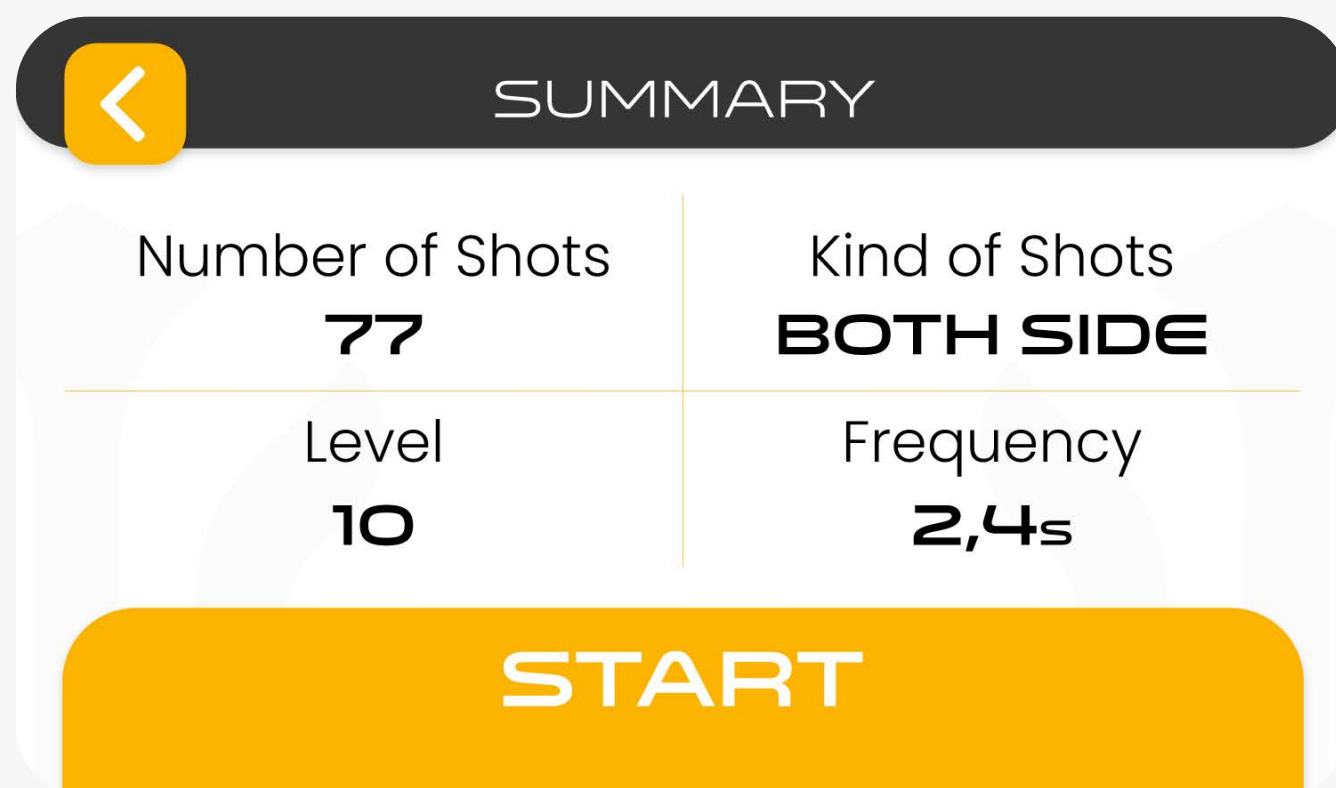 SUMMARY
Number of Shots
77
Kind of Shots
BOTH SIDE
Level
10
Frequency
2,4s
START